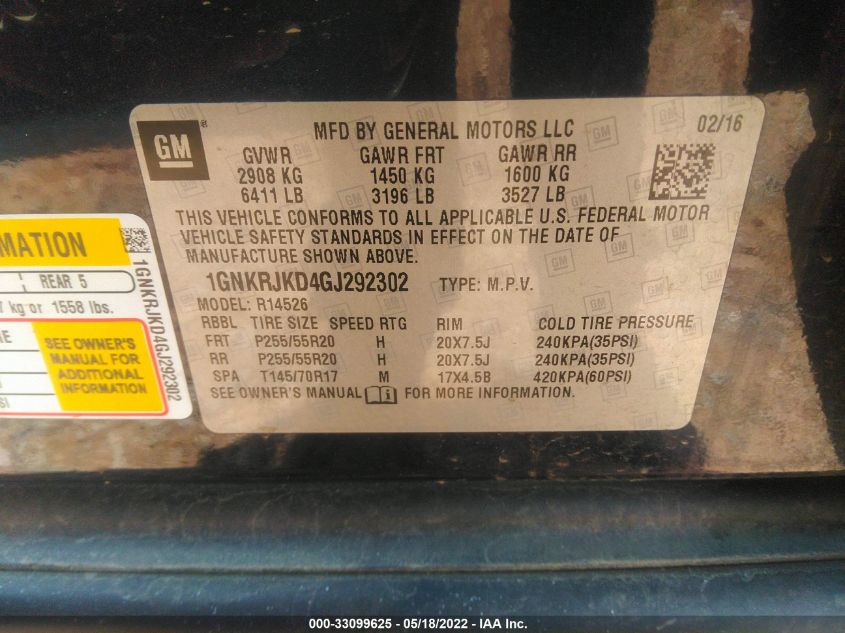 GM ®
MFD BY GENERAL MOTORS LLC 02/16
GVWR GAWR FRT GAWR RR
2908 KG 1450 KG 1600 KG
6411 LB 3196 LB 3527 LB
THIS VEHICLE CONFORMS TO ALL APPLICABLE U.S. FEDERAL MOTOR
VEHICLE SAFETY STANDARDS IN EFFECT ON THE DATE OF
MANUFACTURE SHOWN ABOVE.
1GNKRJKD4GJ292302 TYPE: M.P.V.
MODEL: R14526
RBBL TIRE SIZE SPEED RTG RIM COLD TIRE PRESSURE
FRT P255/55R20 H 20X7.5J 240KPA(35PSI)
RR P255/55R20 H 20X7.5J 240KPA(35PSI)
SPA T145/70R17 M 17X4.5B 420KPA(60PSI)
SEE OWNER'S MANUAL FOR MORE INFORMATION.
REAR 5
kg or 1558 lbs.
SEE OWNER'S
MANUAL FOR
ADDITIONAL
INFORMATION
1GNKRJKD4GJ292302
000-33099625 - 05/18/2022 - IAA Inc.